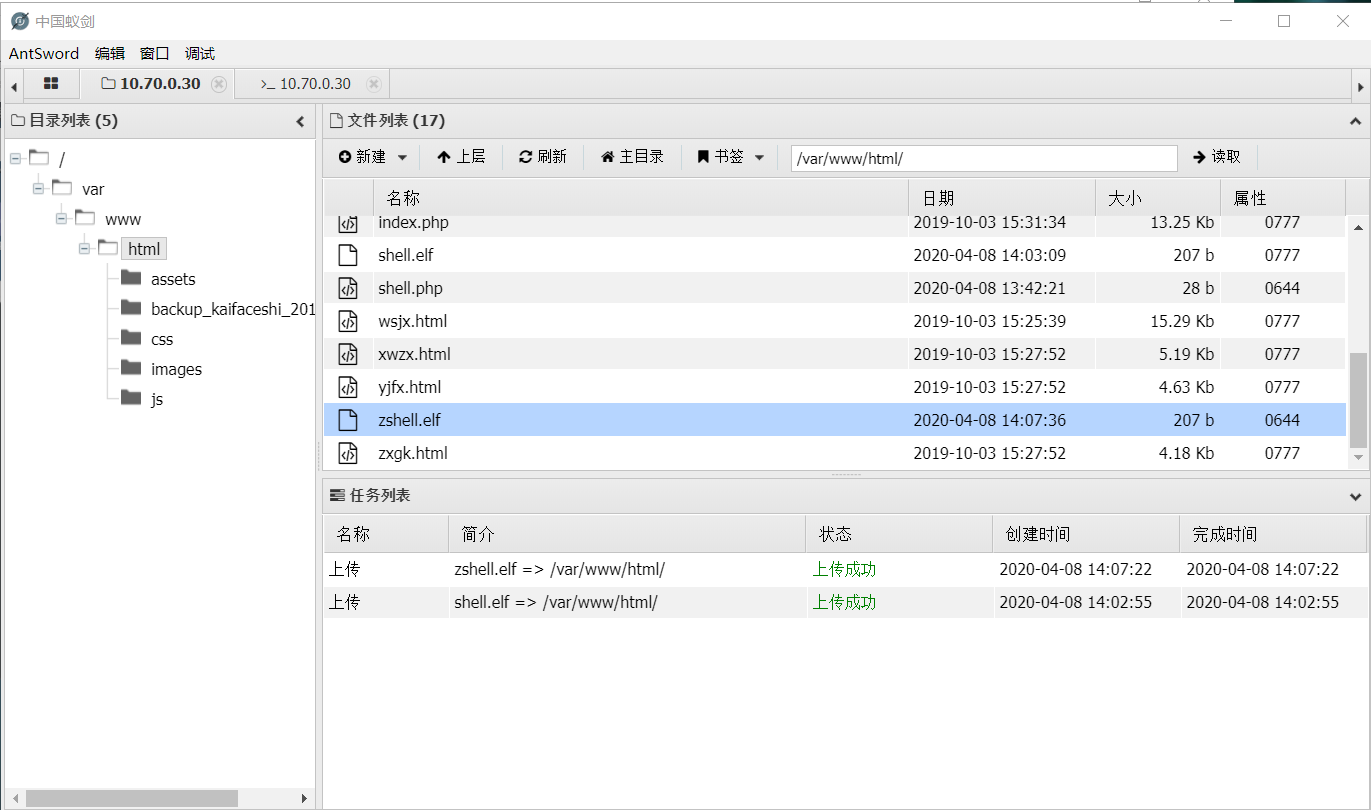 中国蚁剑
AntSword 编辑 窗口 调试
10.70.0.30 >_ 10.70.0.30
目录列表 (5)
/
var
www
html
assets
backup_kaifaceshi_201
css
images
js
文件列表 (17)
新建 上层 刷新 主目录 书签 /var/www/html/ 读取
名称 日期 大小 属性
index.php 2019-10-03 15:31:34 13.25 Kb 0777
shell.elf 2020-04-08 14:03:09 207 b 0777
shell.php 2020-04-08 13:42:21 28 b 0644
wsjx.html 2019-10-03 15:25:39 15.29 Kb 0777
xwzx.html 2019-10-03 15:27:52 5.19 Kb 0777
yjfx.html 2019-10-03 15:27:52 4.63 Kb 0777
zshell.elf 2020-04-08 14:07:36 207 b 0644
zxgk.html 2019-10-03 15:27:52 4.18 Kb 0777
任务列表
名称 简介 状态 创建时间 完成时间
上传 zshell.elf => /var/www/html/ 上传成功 2020-04-08 14:07:22 2020-04-08 14:07:22
上传 shell.elf => /var/www/html/ 上传成功 2020-04-08 14:02:55 2020-04-08 14:02:55